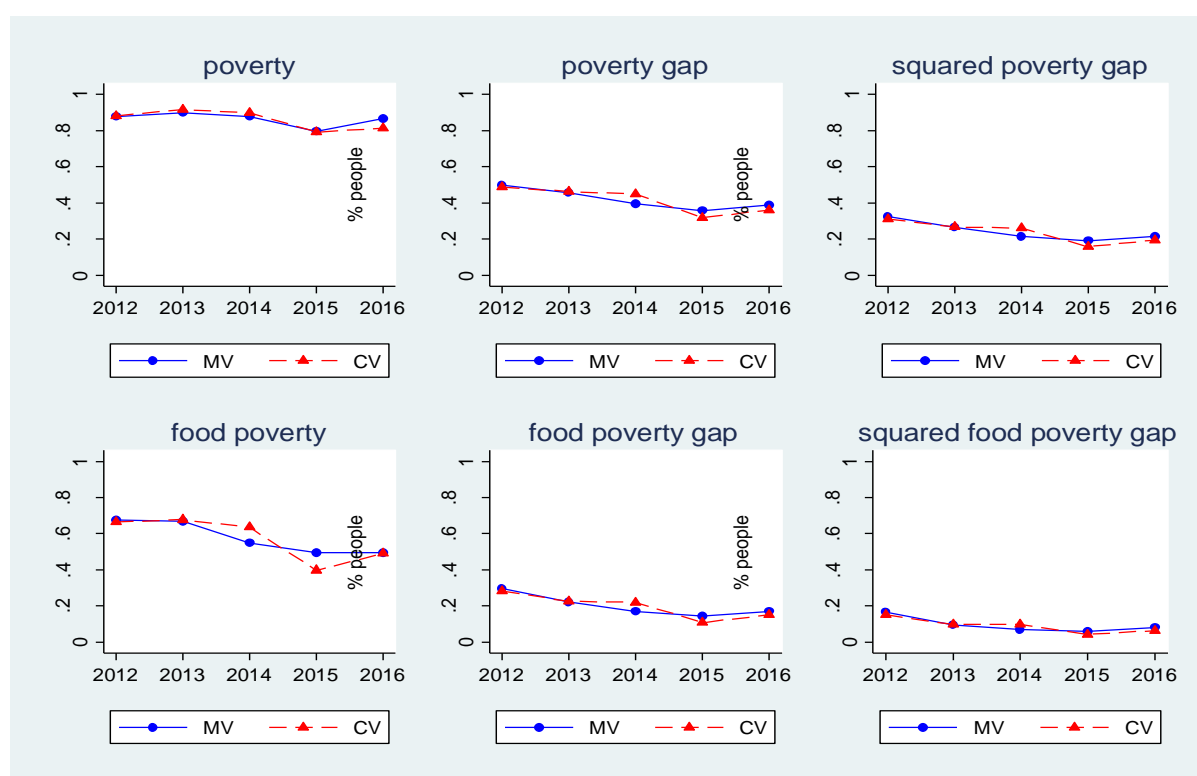 poverty
1
.8
.6
.4
.2
0
2012 2013 2014 2015 2016
MV CV
poverty gap
% people
1
.8
.6
.4
.2
0
2012 2013 2014 2015 2016
MV CV
squared poverty gap
% people
1
.8
.6
.4
.2
0
2012 2013 2014 2015 2016
MV CV
food poverty
1
.8
.6
.4
.2
0
2012 2013 2014 2015 2016
MV CV
food poverty gap
% people
1
.8
.6
.4
.2
0
2012 2013 2014 2015 2016
MV CV
squared food poverty gap
% people
1
.8
.6
.4
.2
0
2012 2013 2014 2015 2016
MV CV